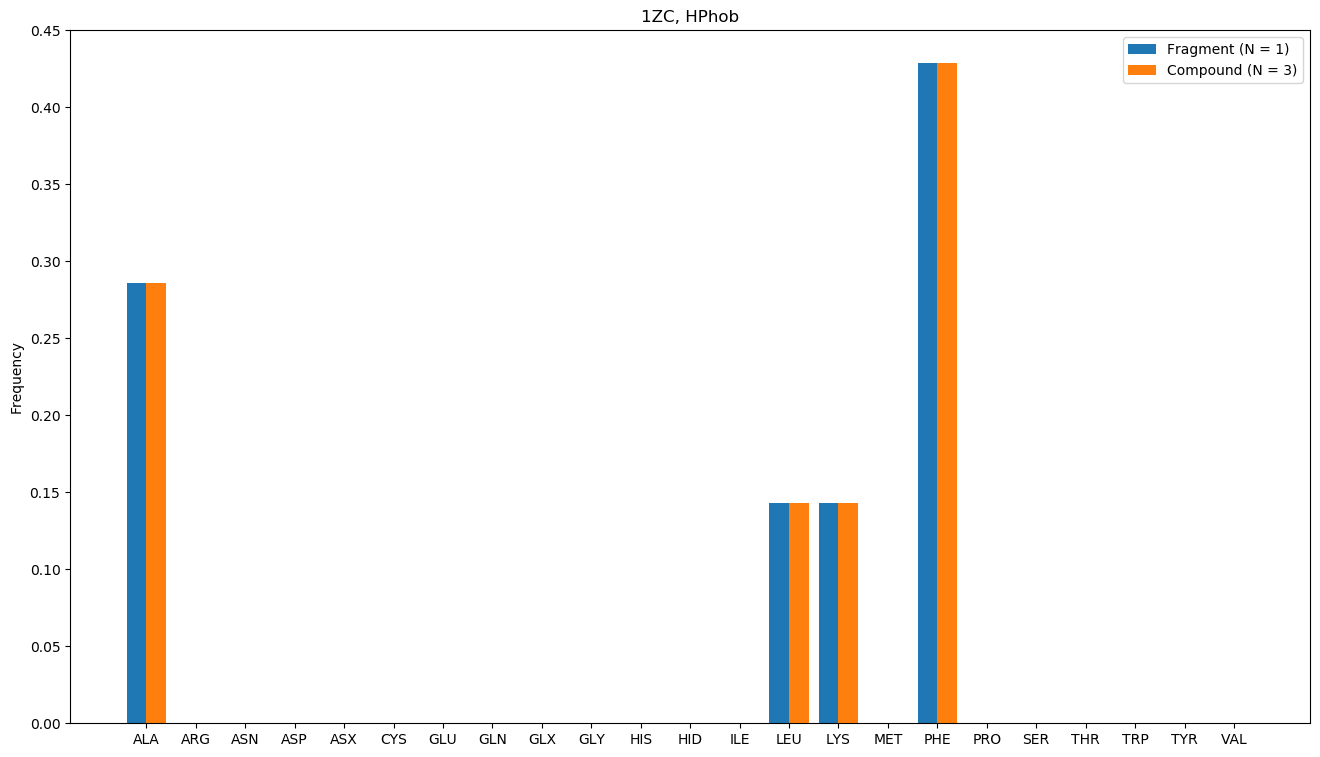 1ZC, HPhob
Fragment (N = 1)
Compound (N = 3)
Frequency
0.45
0.40
0.35
0.30
0.25
0.20
0.15
0.10
0.05
0.00
ALA ARG ASN ASP ASX CYS GLU GLN GLX GLY HIS HID ILE LEU LYS MET PHE PRO SER THR TRP TYR VAL